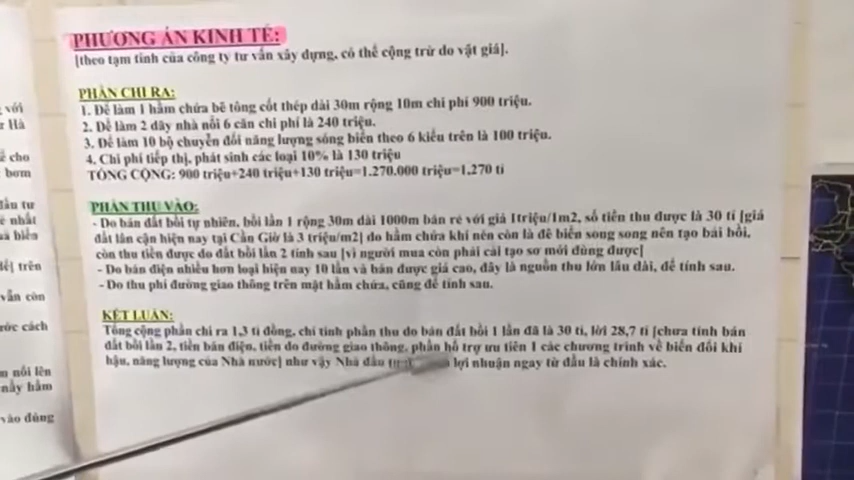 PHƯƠNG ÁN KINH TẾ:
[theo tạm tính của công ty tư vấn xây dựng, có thể cộng trừ do vật giá].
PHẦN CHI RA:
1. Để làm 1 hầm chứa bê tông cốt thép dài 30m rộng 10m chi phí 900 triệu.
2. Để làm 2 dãy nhà nổi 6 căn chi phí là 240 triệu.
3. Để làm 10 bộ chuyển đổi năng lượng sóng biển theo 6 kiểu trên là 100 triệu.
4. Chi phí tiếp thị, phát sinh các loại 10% là 130 triệu
TỔNG CỘNG: 900 triệu+240 triệu+130 triệu=1.270.000 triệu=1.270 tỉ
PHẦN THU VÀO:
- Do bán đất bồi tự nhiên, bồi lần 1 rộng 30m dài 1000m bán rẻ với giá 1triệu/1m2, số tiền thu được là 30 tỉ [giá
đất lân cận hiện nay tại Cần Giờ là 3 triệu/m2] do hầm chứa khí nén còn là đê biển song song nên tạo bãi bồi,
còn thu tiền được do đất bồi lần 2 tính sau [vì người mua còn phải cải tạo sơ mới dùng được]
- Do bán điện nhiều hơn loại hiện nay 10 lần và bán được giá cao, đây là nguồn thu lớn lâu dài, để tính sau.
- Do thu phí đường giao thông trên mặt hầm chứa, cũng để tính sau.
KẾT LUẬN:
Tổng cộng phần chi ra 1,3 tỉ đồng, chỉ tính phần thu do bán đất bồi 1 lần đã là 30 tỉ, lời 28,7 tỉ [chưa tính bán
đất bồi lần 2, tiền bán điện, tiền do đường giao thông, phần hỗ trợ ưu tiên 1 các chương trình về biến đổi khí
hậu, năng lượng của Nhà nước] như vậy Nhà đầu lợi nhuận ngay từ đầu là chính xác.
với
Hà
cho
bơm
đầu tư
nhất
biển
trên
vẫn còn
cách
nổi lên
nầy hầm
vào đúng